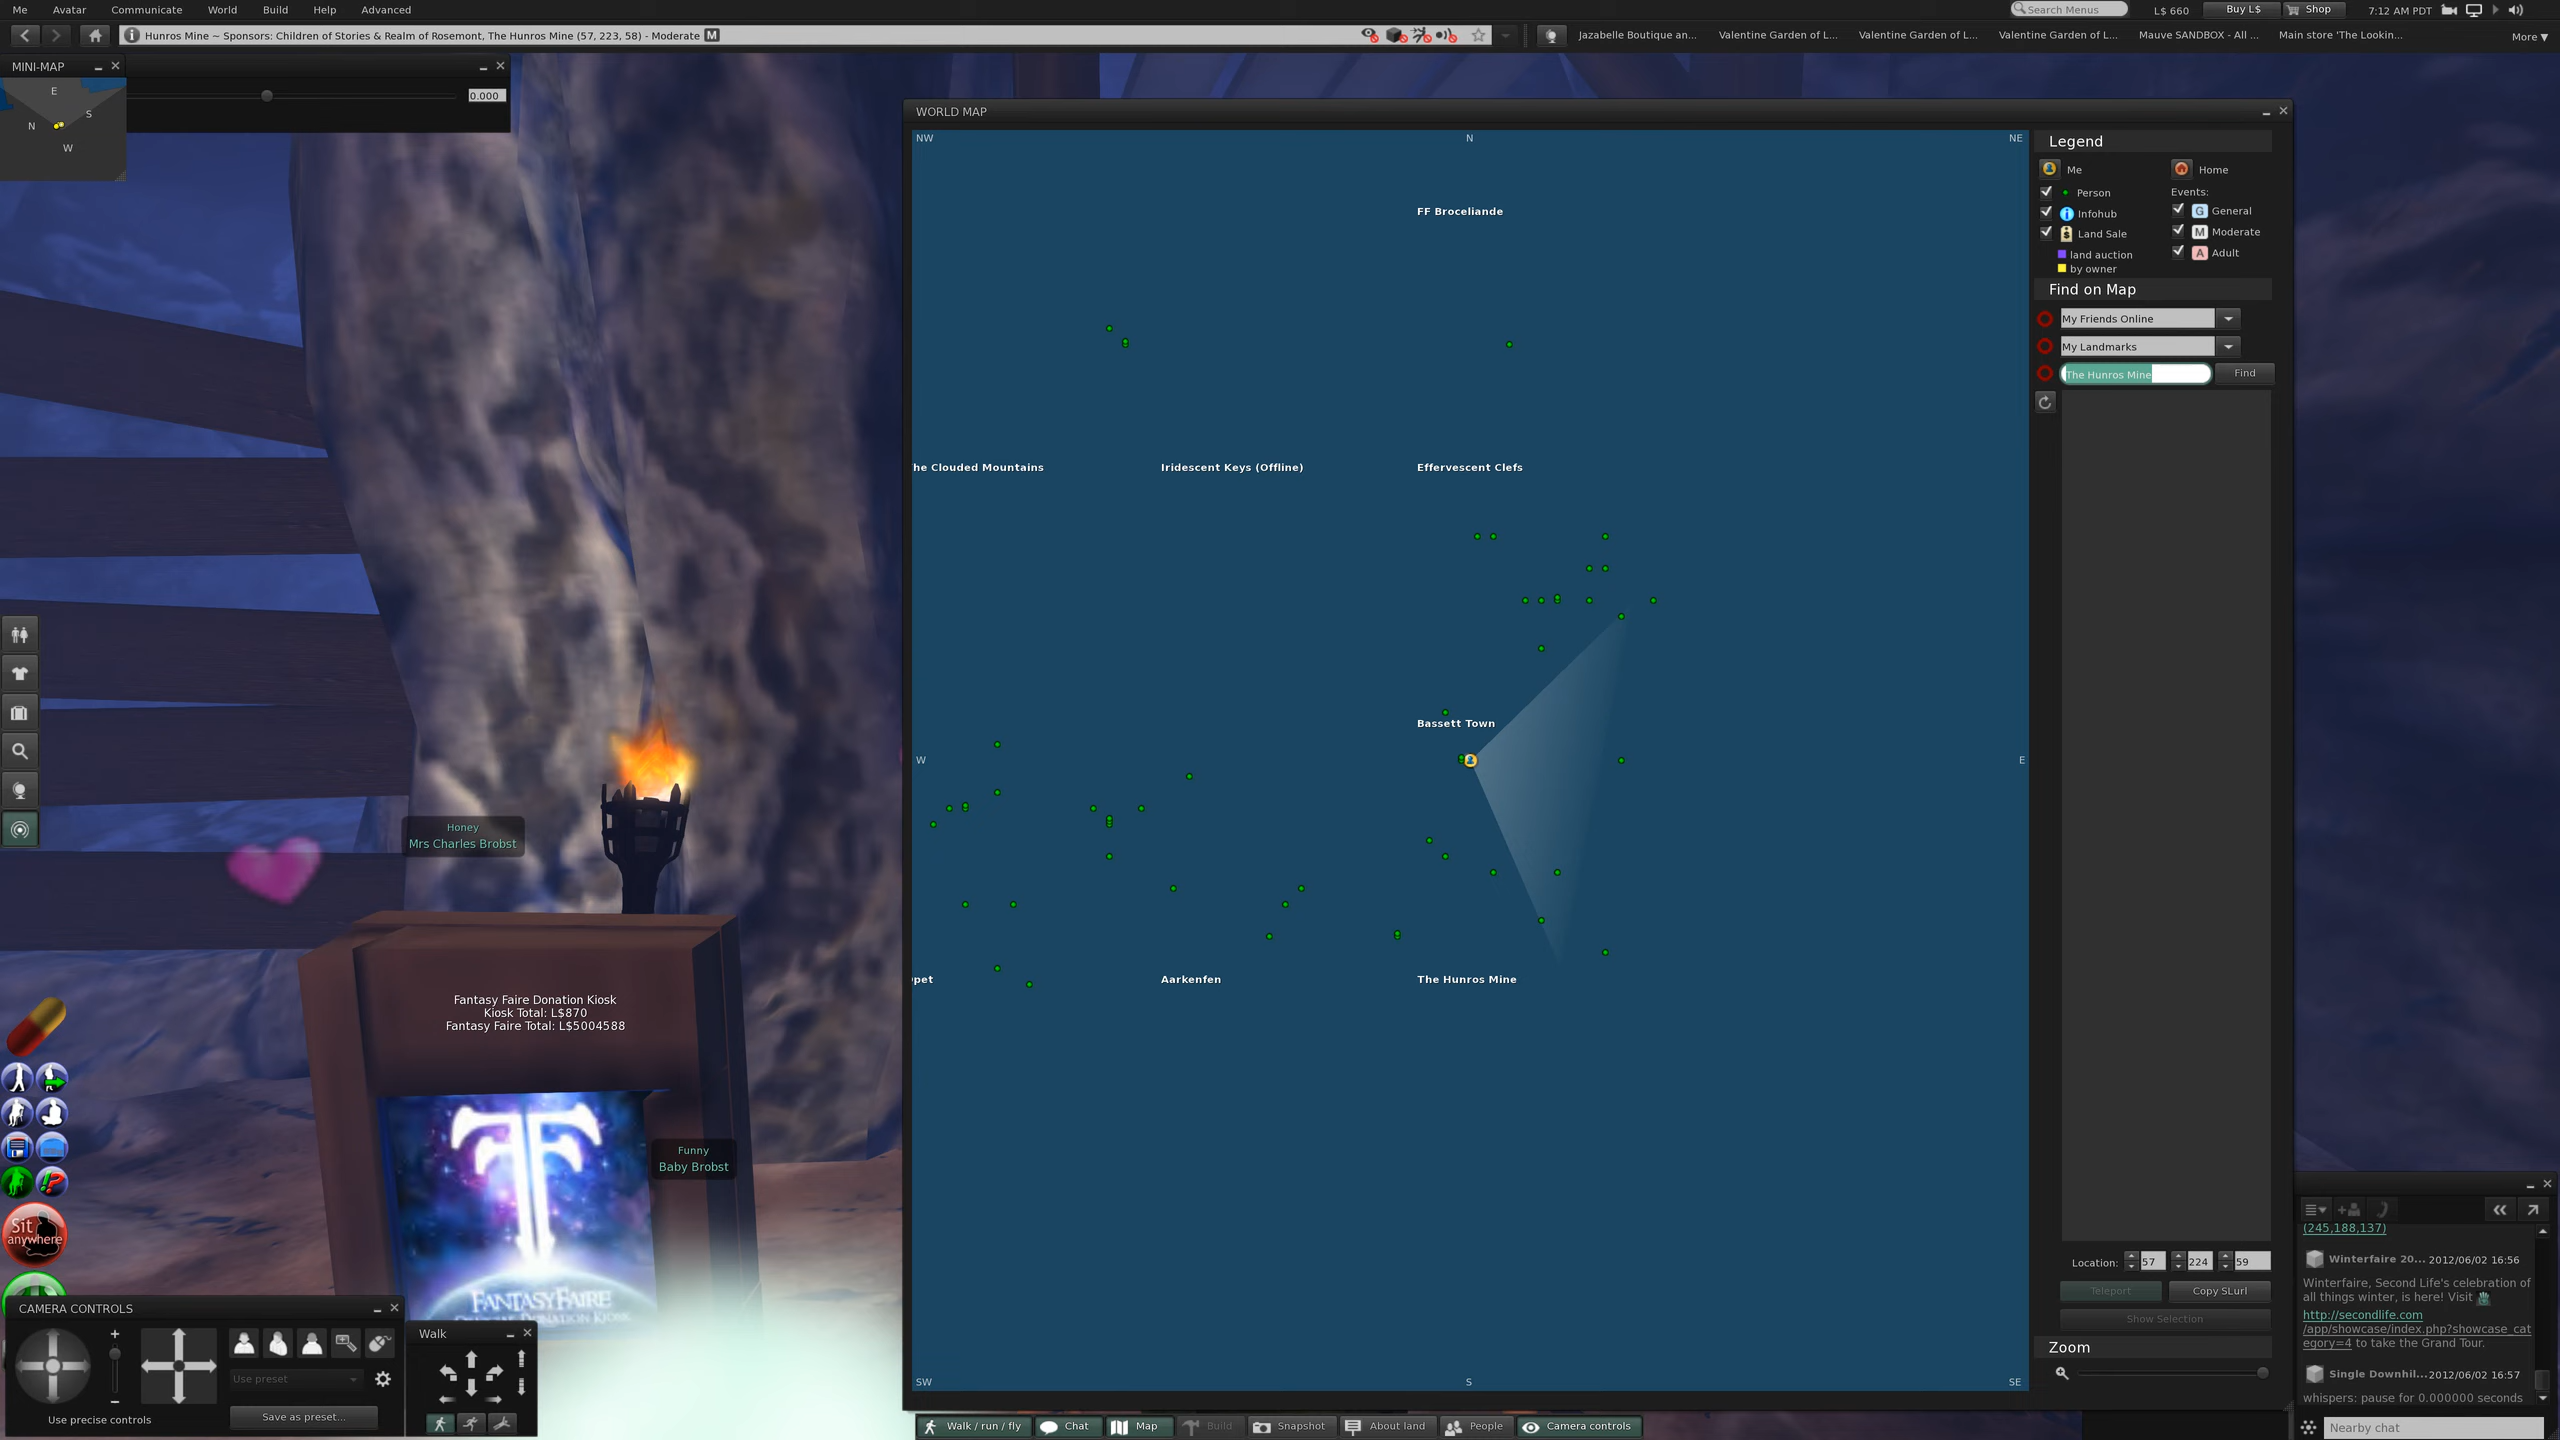 Me Avatar Communicate World Build Help Advanced
Search Menus L$ 660 Buy L$ Shop 7:12 AM PDT
Hunros Mine ~ Sponsors: Children of Stories & Realm of Rosemont, The Hunros Mine (57, 223, 58) - Moderate M
Jazabelle Boutique an... Valentine Garden of L... Valentine Garden of L... Valentine Garden of L... Mauve SANDBOX - All ... Main store 'The Lookin... More
MINI-MAP
E
S
N
W
0.000
WORLD MAP
NW N NE
FF Broceliande
he Clouded Mountains Iridescent Keys (Offline) Effervescent Clefs
Bassett Town
W E
pet Aarkenfen The Hunros Mine
SW S SE
Legend
Me Home
Person Events:
Infohub G General
Land Sale M Moderate
land auction A Adult
by owner
Find on Map
My Friends Online
My Landmarks
The Hunros Mine Find
Location: 57 224 59
Teleport Copy SLurl
Show Selection
Zoom
Honey
Mrs Charles Brobst
Fantasy Faire Donation Kiosk
Kiosk Total: L$870
Fantasy Faire Total: L$5004588
Funny
Baby Brobst
FANTASY FAIRE
DONATION KIOSK
Sit
anywhere
CAMERA CONTROLS
Use preset
Use precise controls Save as preset...
Walk
(245,188,137)
Winterfaire 20... 2012/06/02 16:56
Winterfaire, Second Life's celebration of
all things winter, is here! Visit
http://secondlife.com
/app/showcase/index.php?showcase_cat
egory=4 to take the Grand Tour.
Single Downhil... 2012/06/02 16:57
whispers: pause for 0.000000 seconds
Nearby chat
Walk / run / fly Chat Map Build Snapshot About land People Camera controls